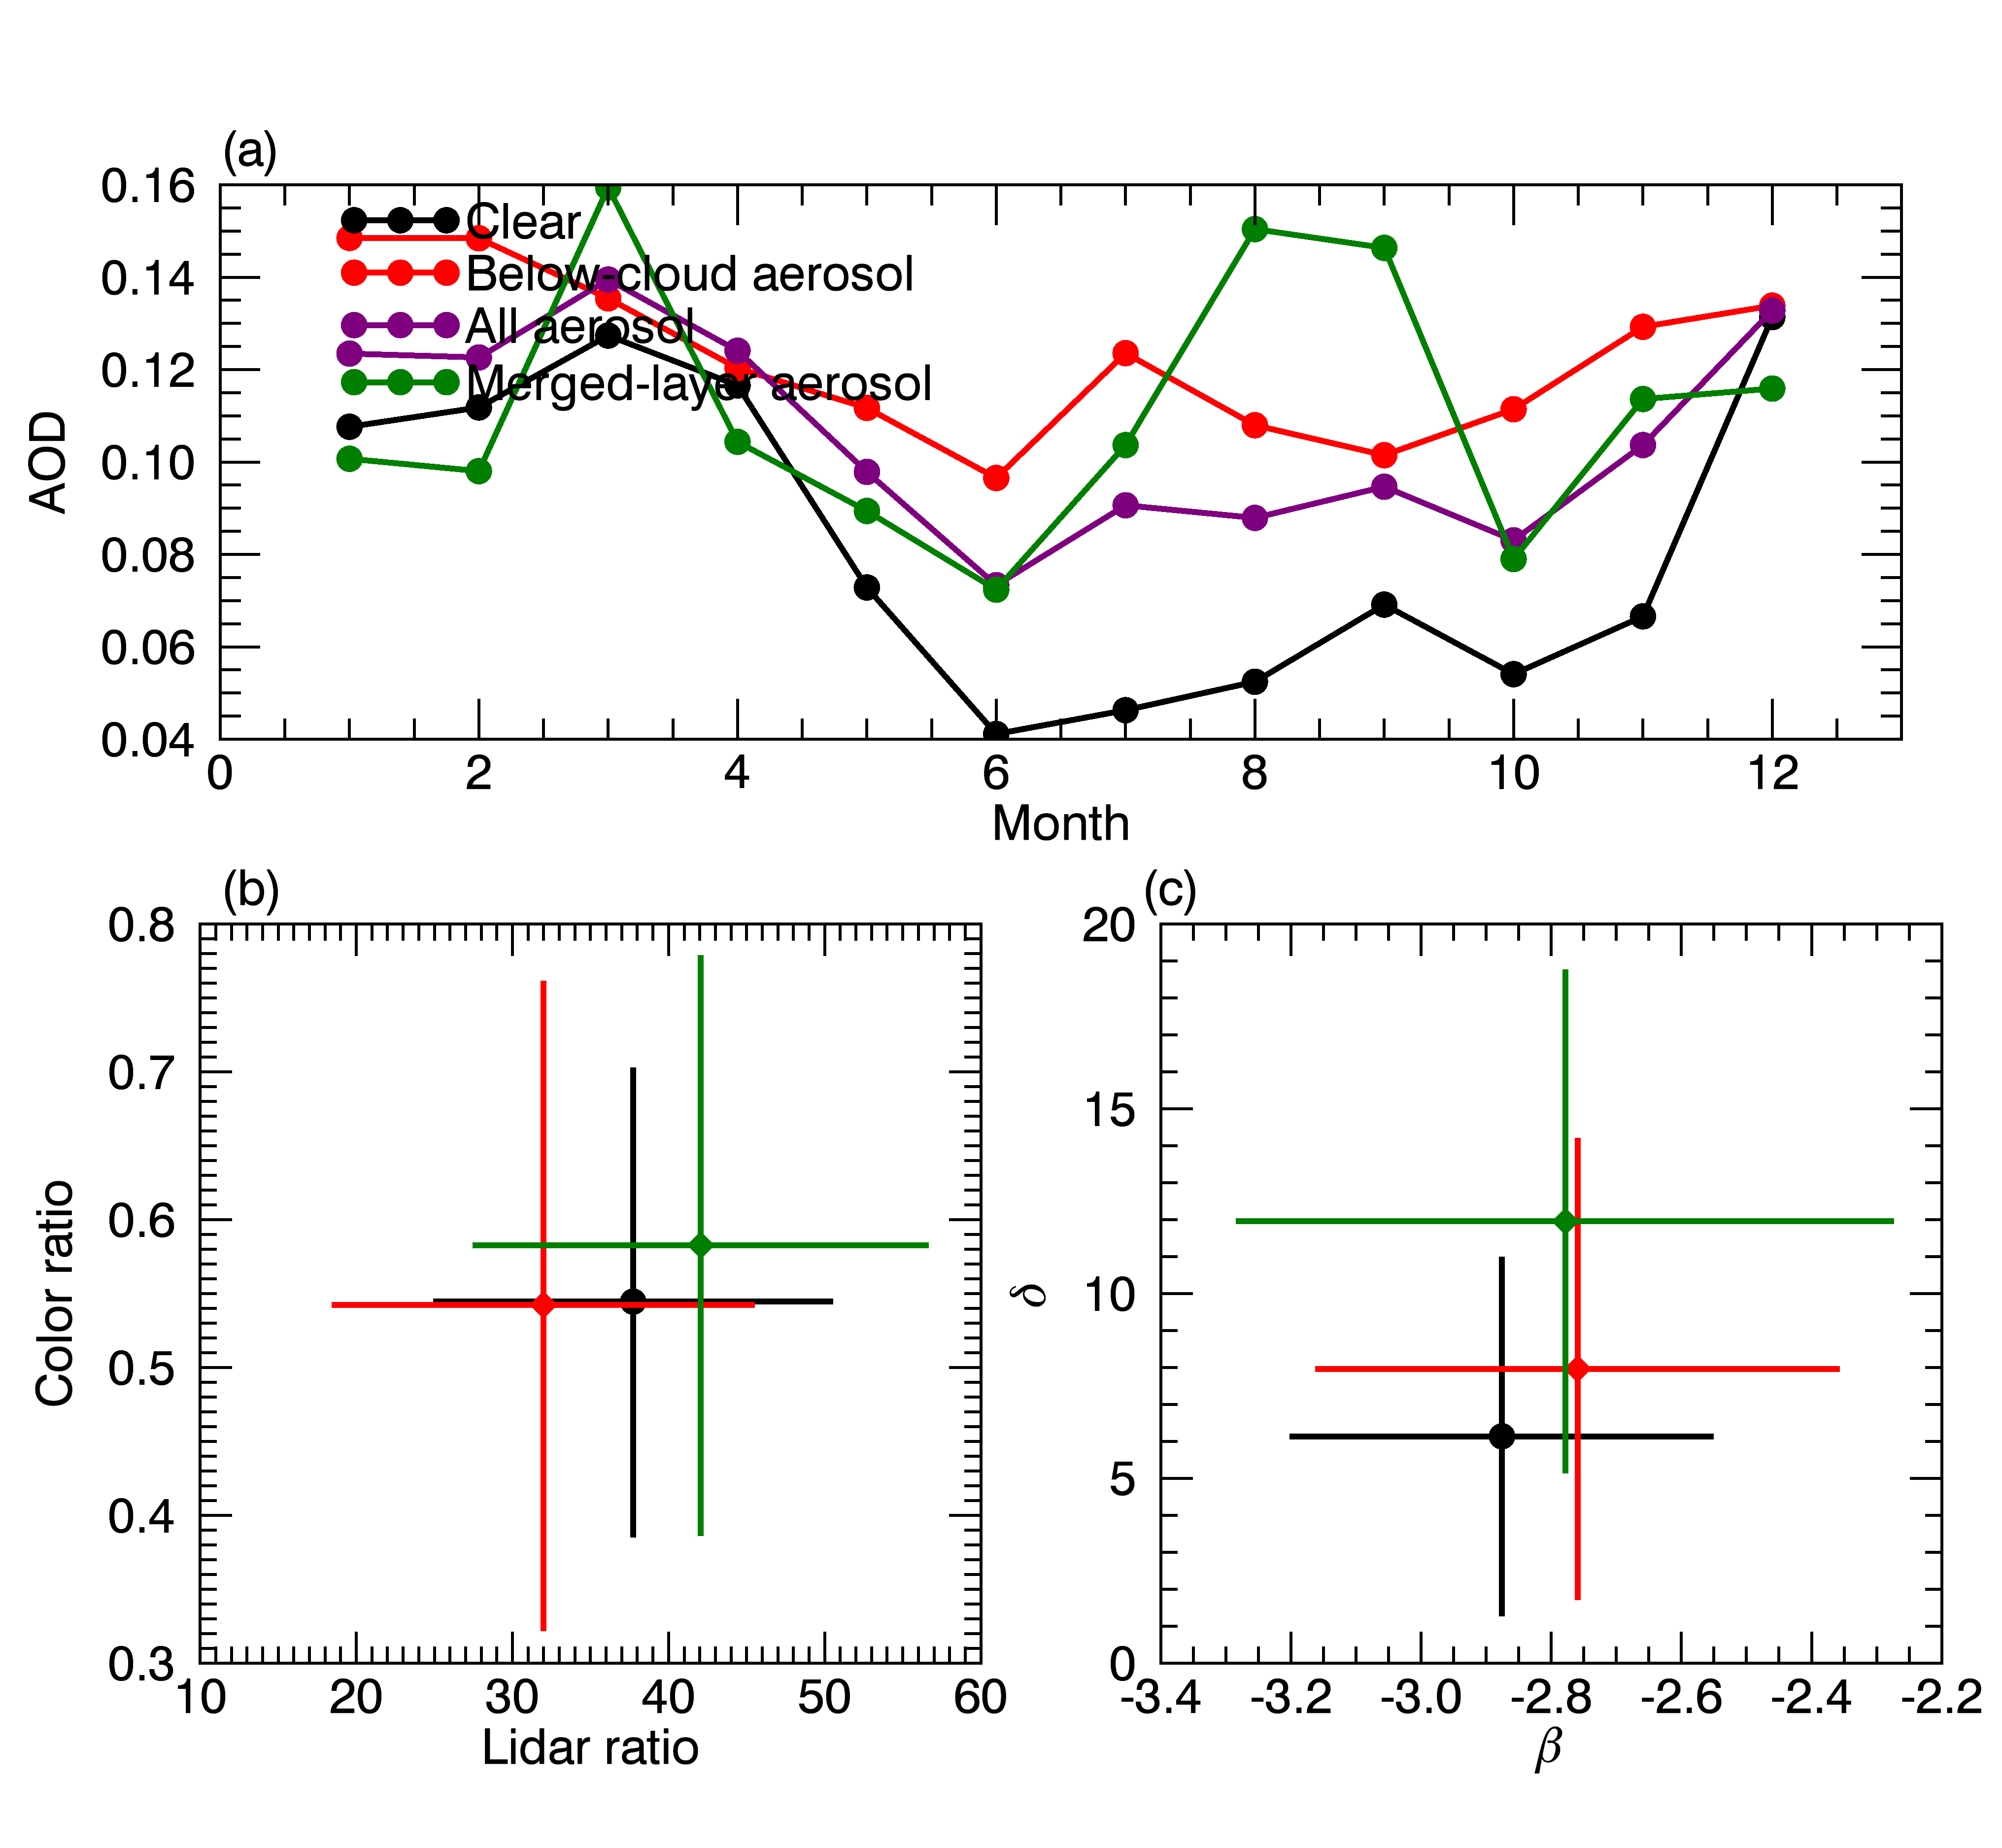 (a)
0.16
0.14
0.12
0.10
0.08
0.06
0.04
AOD
Clear
Below-cloud aerosol
All aerosol
Merged-layer aerosol
0 2 4 6 8 10 12
Month
(b)
0.8
0.7
0.6
0.5
0.4
0.3
Color ratio
10 20 30 40 50 60
Lidar ratio
(c)
20
15
10
5
0
δ
-3.4 -3.2 -3.0 -2.8 -2.6 -2.4 -2.2
β